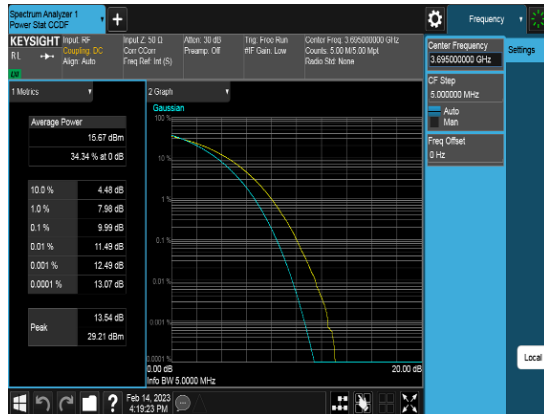 Spectrum Analyzer 1
Power Stat CCDF
+
Frequency
KEYSIGHT
Input: RF
Input Z: 50 Ω
Atten: 30 dB
Trig: Free Run
Center Freq: 3.695000000 GHz
RL
Coupling: DC
Corr CCorr
Preamp: Off
#IF Gain: Low
Counts: 5.00 M/5.00 Mpt
Align: Auto
Freq Ref: Int (S)
Radio Std: None
Center Frequency
3.695000000 GHz
Settings
CF Step
5.000000 MHz
Auto
Man
Freq Offset
0 Hz
Local
1 Metrics
Average Power
15.67 dBm
34.34 % at 0 dB
10.0 % 4.48 dB
1.0 % 7.98 dB
0.1 % 9.99 dB
0.01 % 11.49 dB
0.001 % 12.49 dB
0.0001 % 13.07 dB
Peak
13.54 dB
29.21 dBm
2 Graph
Gaussian
100 %
10 %
1 %
0.1 %
0.01 %
0.001 %
0.0001 %
0.00 dB
20.00 dB
Info BW 5.0000 MHz
?
Feb 14, 2023
4:19:23 PM